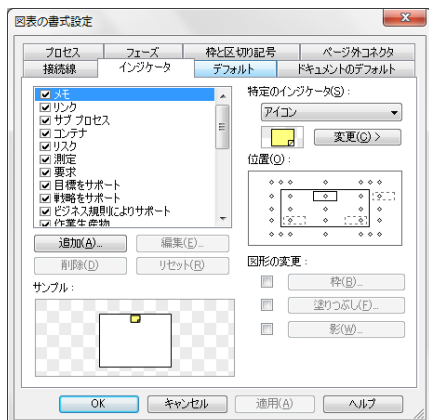 図表の書式設定
プロセス フェーズ 枠と区切り記号 ページ外コネクタ
接続線 インジケータ デフォルト ドキュメントのデフォルト
メモ
リンク
サブ プロセス
コンテナ
リスク
測定
要求
目標をサポート
戦略をサポート
ビジネス規則によりサポート
作業生産物
追加(A)... 編集(E)...
削除(D) リセット(R)
サンプル :
特定のインジケータ(S) :
アイコン
変更(C) >
位置(O) :
図形の変更 :
枠(B)...
塗りつぶし(F)...
影(W)...
OK キャンセル 適用(A) ヘルプ